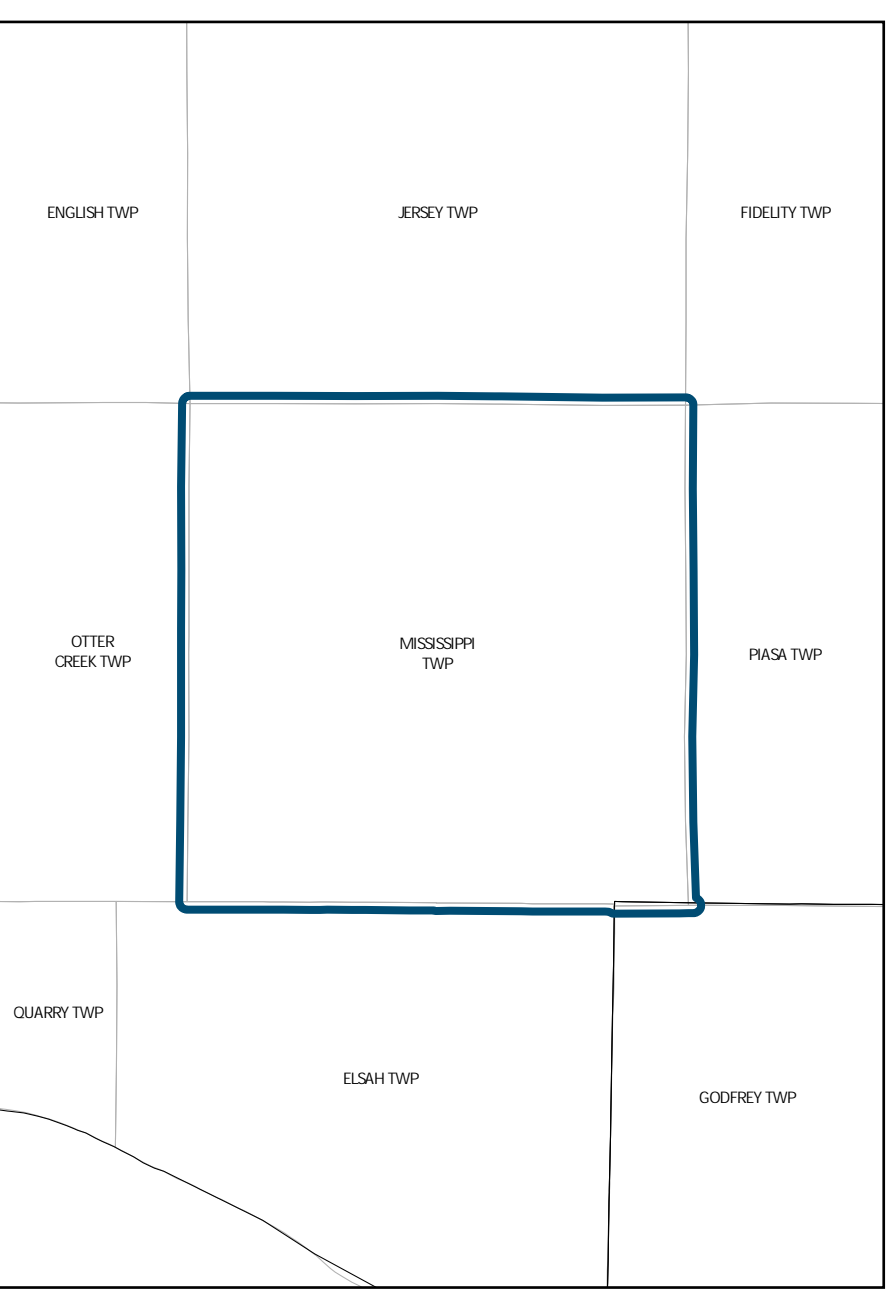 ENGLISH TWP
JERSEY TWP
FIDELITY TWP
OTTER
CREEK TWP
MISSISSIPPI
TWP
PIASA TWP
QUARRY TWP
ELSAH TWP
GODFREY TWP